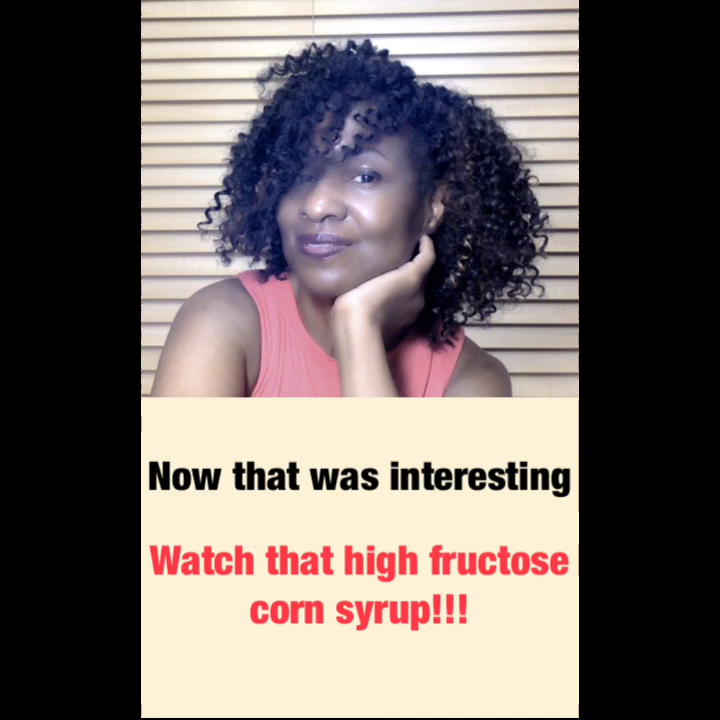 Now that was interesting
Watch that high fructose
corn syrup!!!